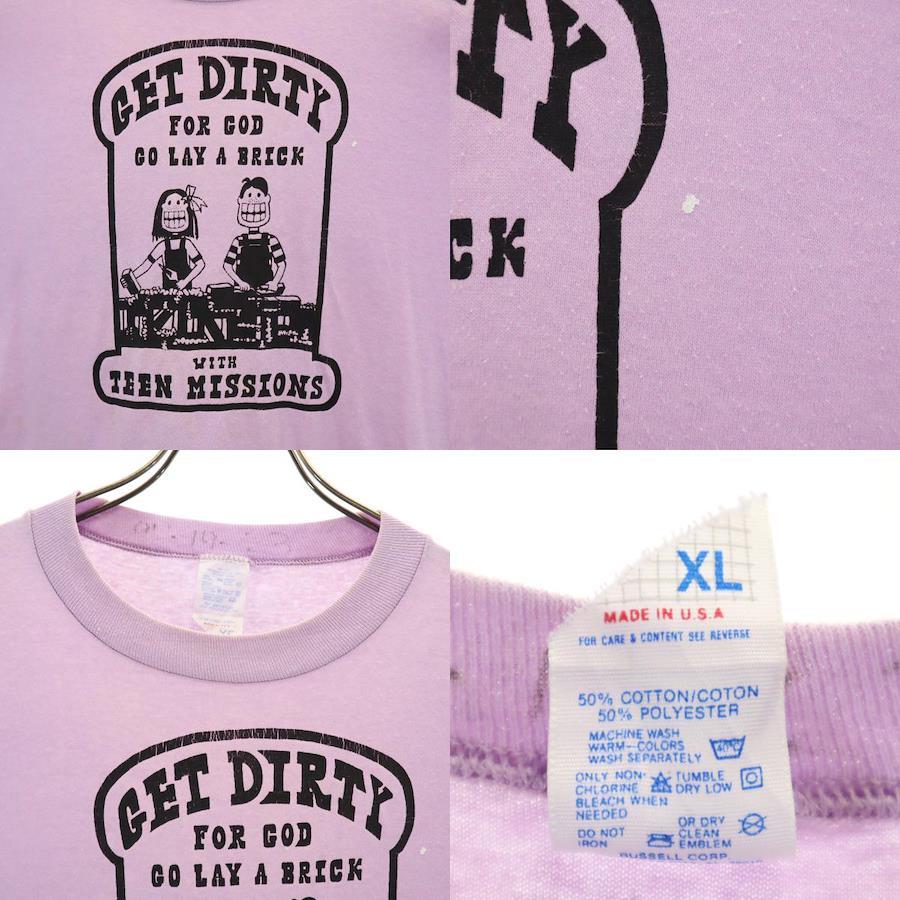 GET DIRTY
FOR GOD
GO LAY A BRICK
WITH
TEEN MISSIONS
TY
CK
GET DIRTY
FOR GOD
GO LAY A BRICK
XL
MADE IN U.S.A
FOR CARE & CONTENT SEE REVERSE
50% COTTON/COTON
50% POLYESTER
MACHINE WASH
WARM--COLORS
WASH SEPARATELY
ONLY NON-
CHLORINE
BLEACH WHEN
NEEDED
TUMBLE
DRY LOW
DO NOT
IRON
OR DRY
CLEAN
EMBLEM
RUSSELL CORP